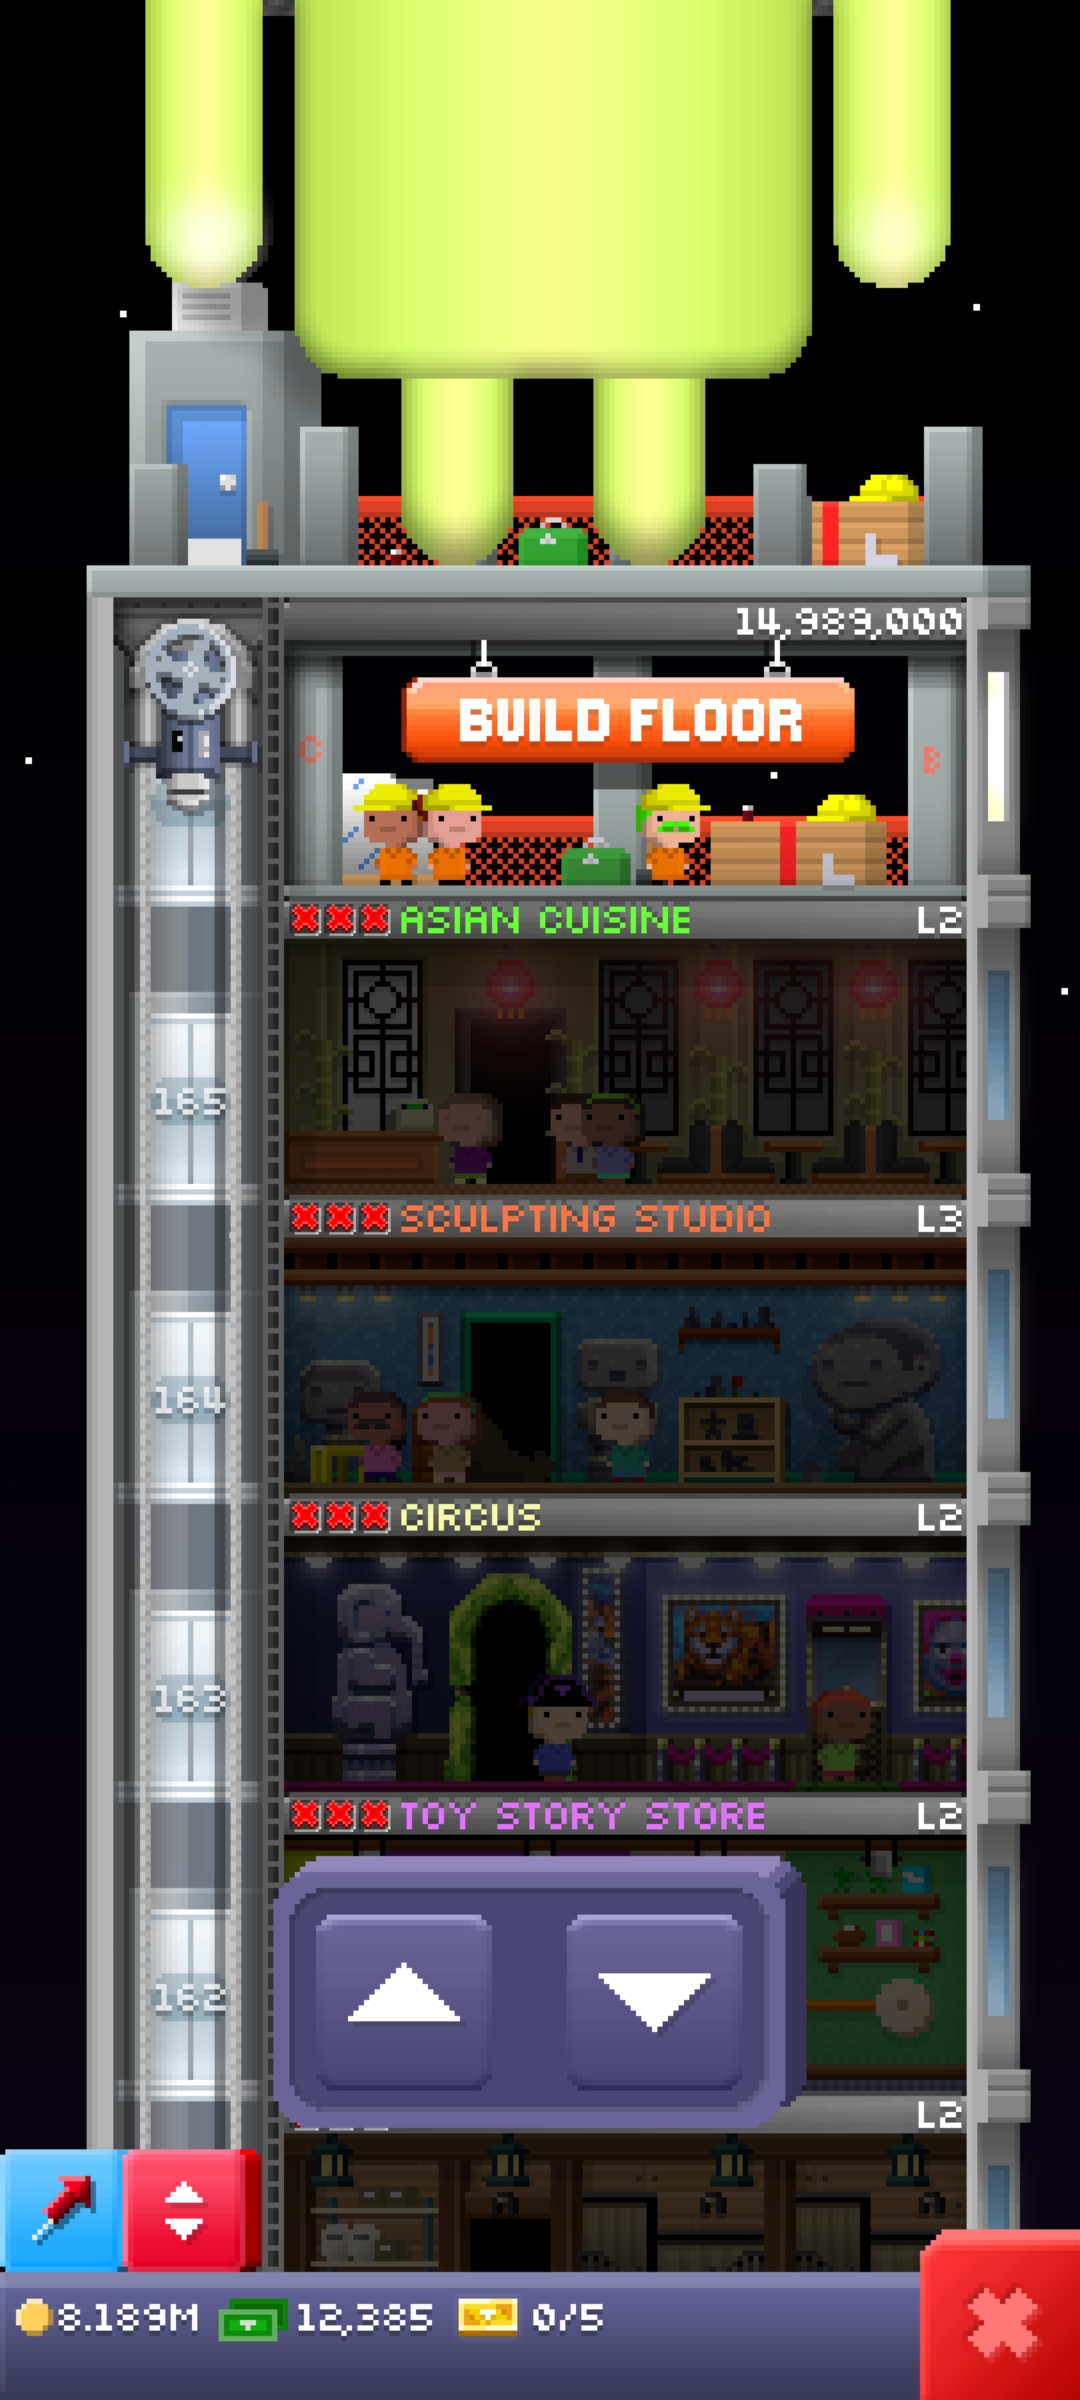 14,989,000
BUILD FLOOR
C
B
ASIAN CUISINE L2
165
SCULPTING STUDIO L3
164
CIRCUS L2
163
TOY STORY STORE L2
162
L2
8.189M 12,385 0/5